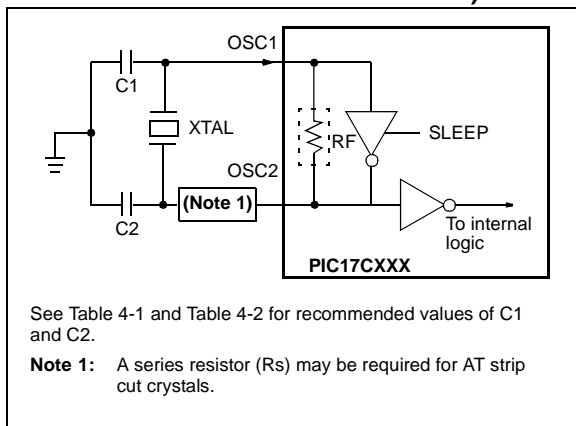 OSC1
C1
XTAL
RF
SLEEP
OSC2
(Note 1)
C2
To internal
logic
PIC17CXXX
See Table 4-1 and Table 4-2 for recommended values of C1
and C2.
Note 1: A series resistor (Rs) may be required for AT strip
cut crystals.